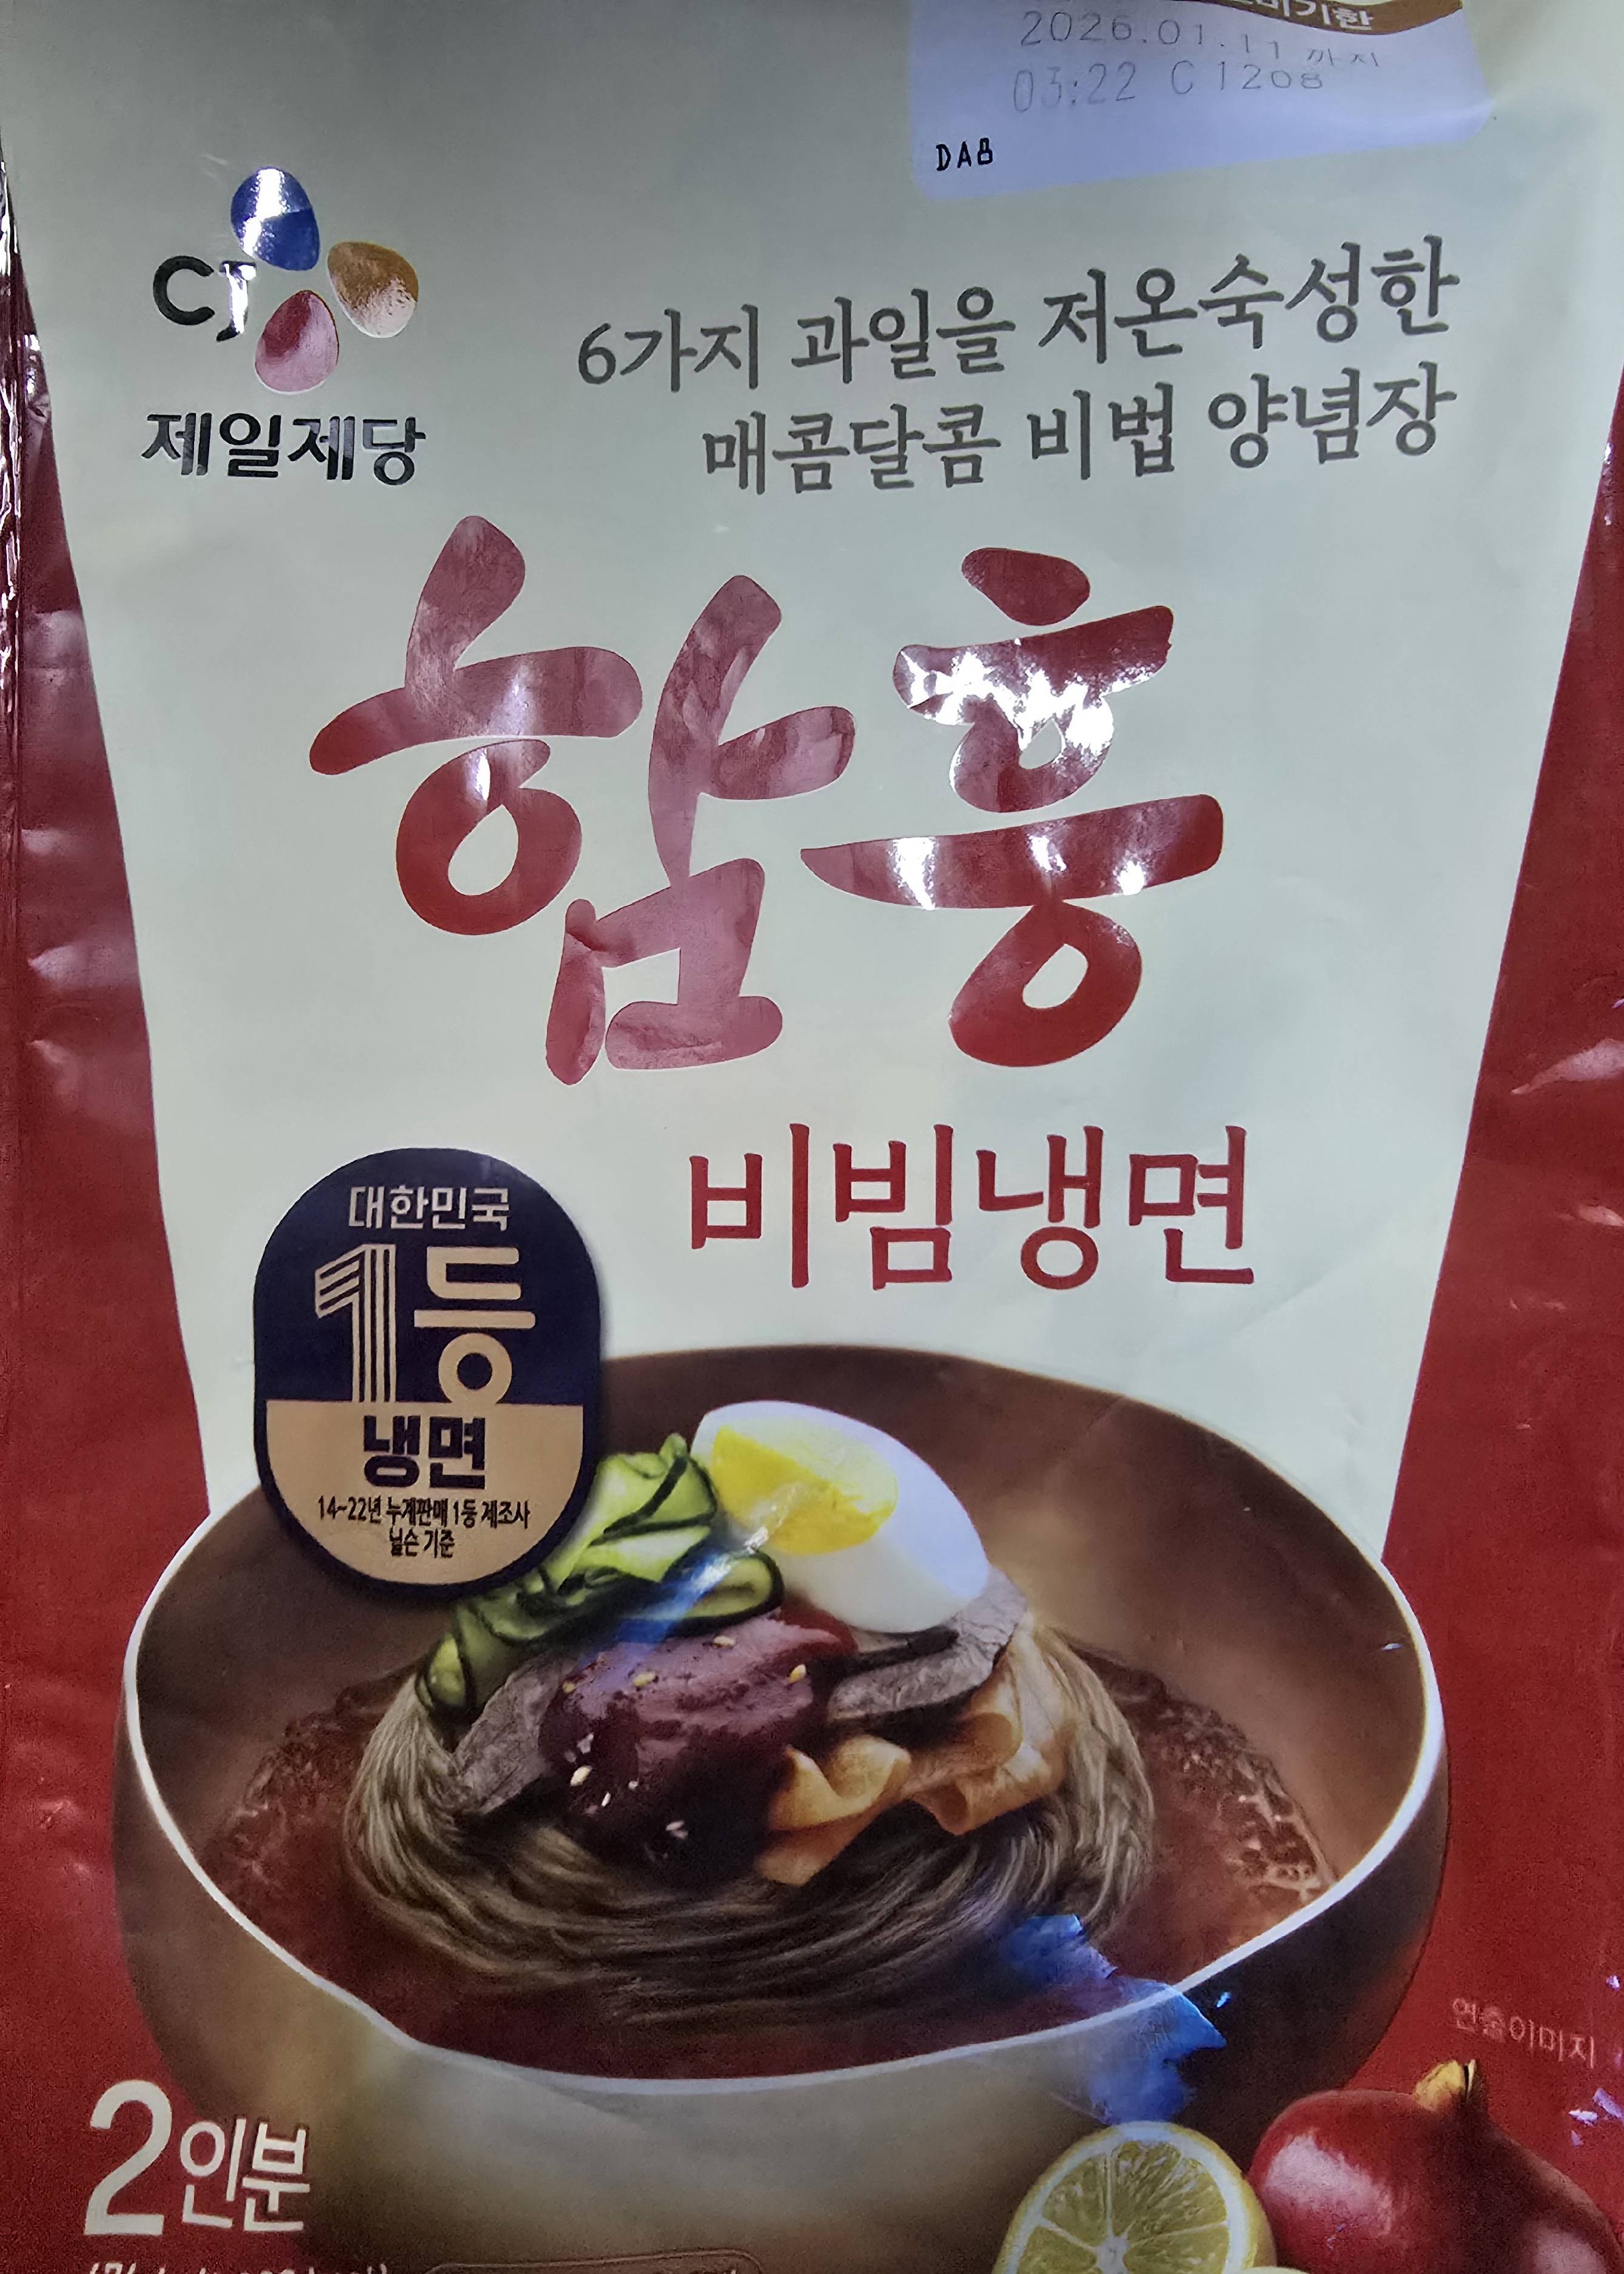 2026.01.11 까지
03:22 C1208
DA8
CJ
제일제당
6가지 과일을 저온숙성한
매콤달콤 비법 양념장
함흥
비빔냉면
대한민국
1등
냉면
14~22년 누계판매 1등 제조사
닐슨 기준
연출이미지
2인분